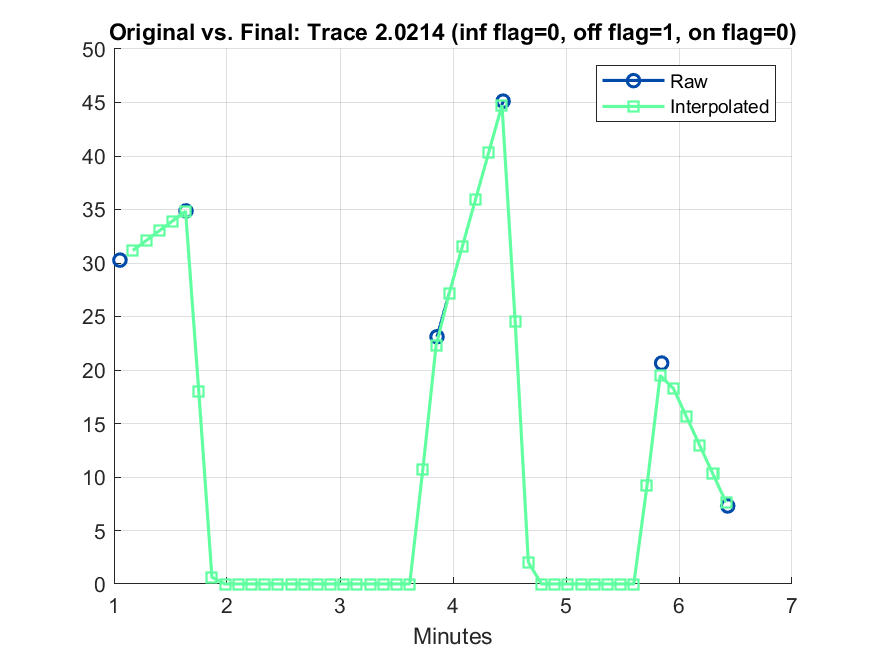 Original vs. Final: Trace 2.0214 (inf flag=0, off flag=1, on flag=0)
50
45
40
35
30
25
20
15
10
5
0
Raw
Interpolated
1 2 3 4 5 6 7
Minutes